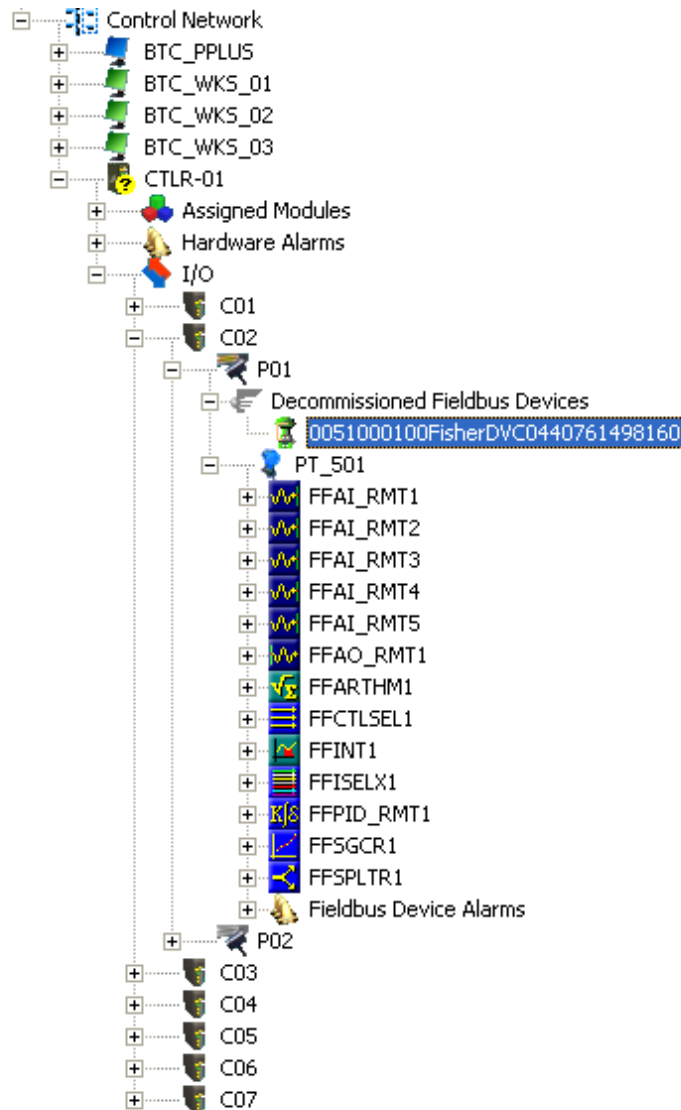 Control Network
BTC_PPLUS
BTC_WKS_01
BTC_WKS_02
BTC_WKS_03
CTLR-01
Assigned Modules
Hardware Alarms
I/O
C01
C02
P01
Decommissioned Fieldbus Devices
0051000100FisherDVC0440761498160
PT_501
FFAI_RMT1
FFAI_RMT2
FFAI_RMT3
FFAI_RMT4
FFAI_RMT5
FFAO_RMT1
FFARTHM1
FFCTLSEL1
FFINT1
FFISELX1
FFPID_RMT1
FFSGCR1
FFSPLTR1
Fieldbus Device Alarms
P02
C03
C04
C05
C06
C07